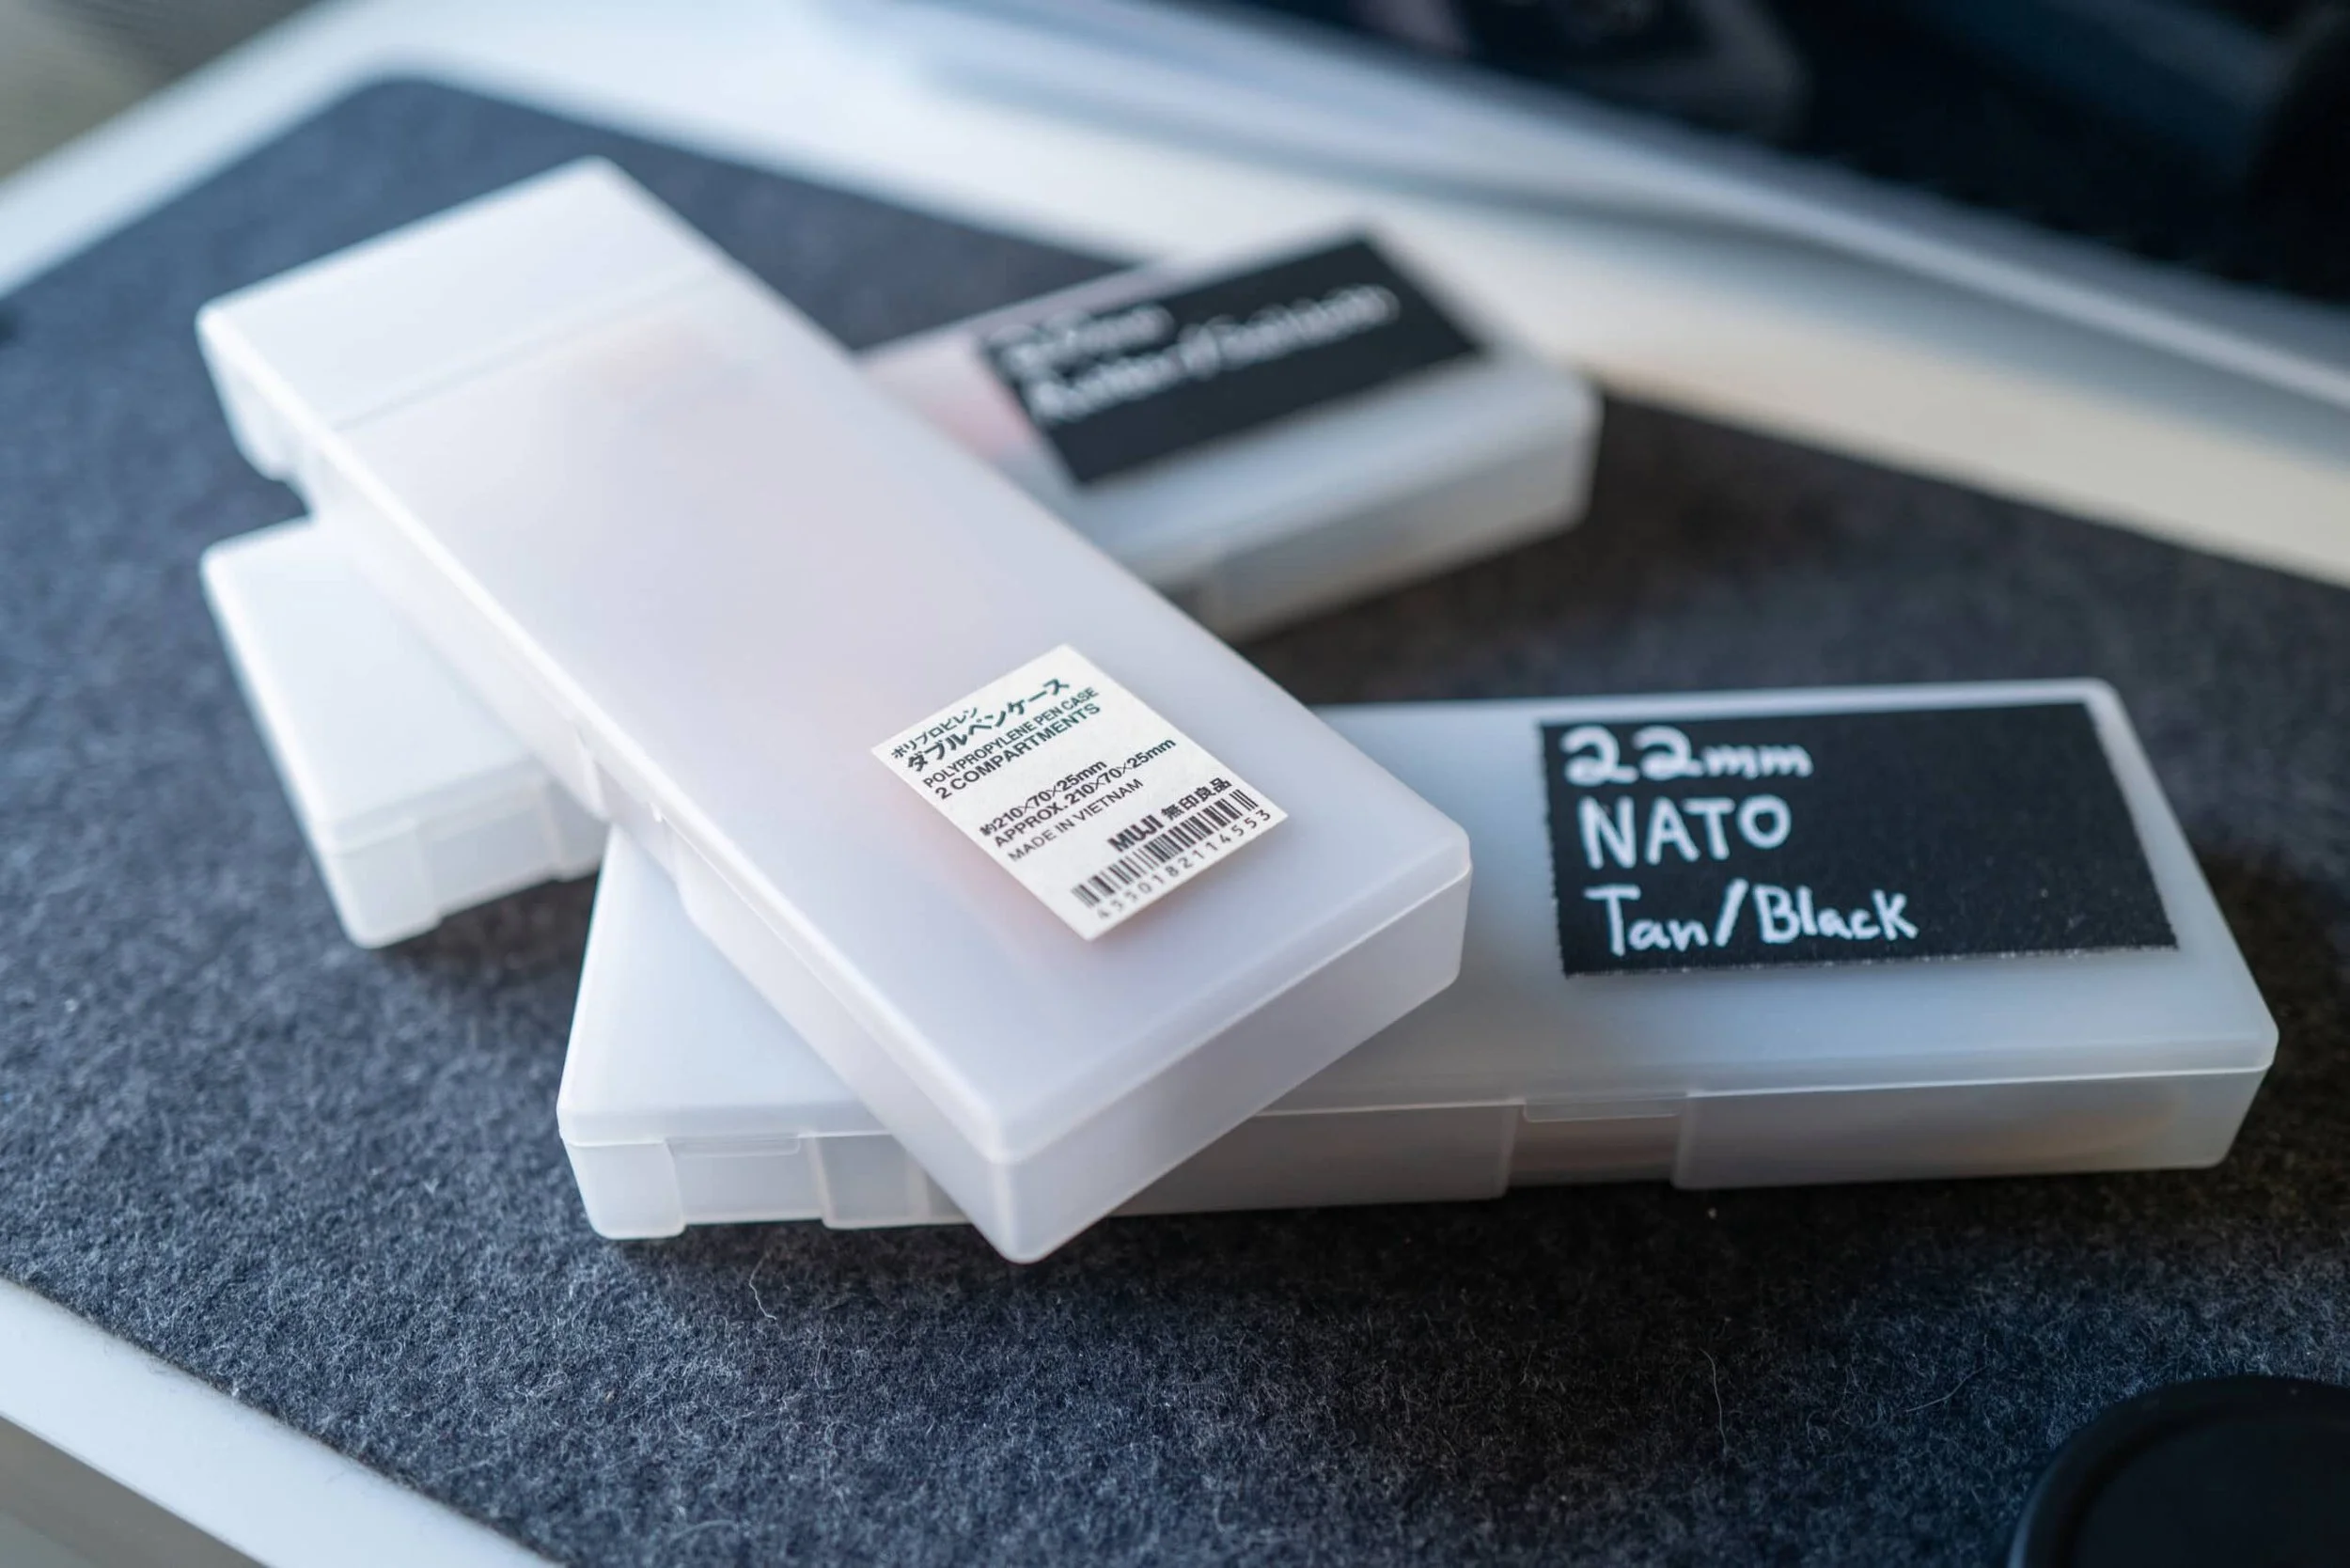 ポリプロピレン
ダブルペンケース
POLYPROPYLENE PEN CASE
2 COMPARTMENTS
約210×70×25mm
APPROX. 210×70×25mm
MADE IN VIETNAM
MUJI 無印良品
4550182114553
22mm
NATO
Tan/Black